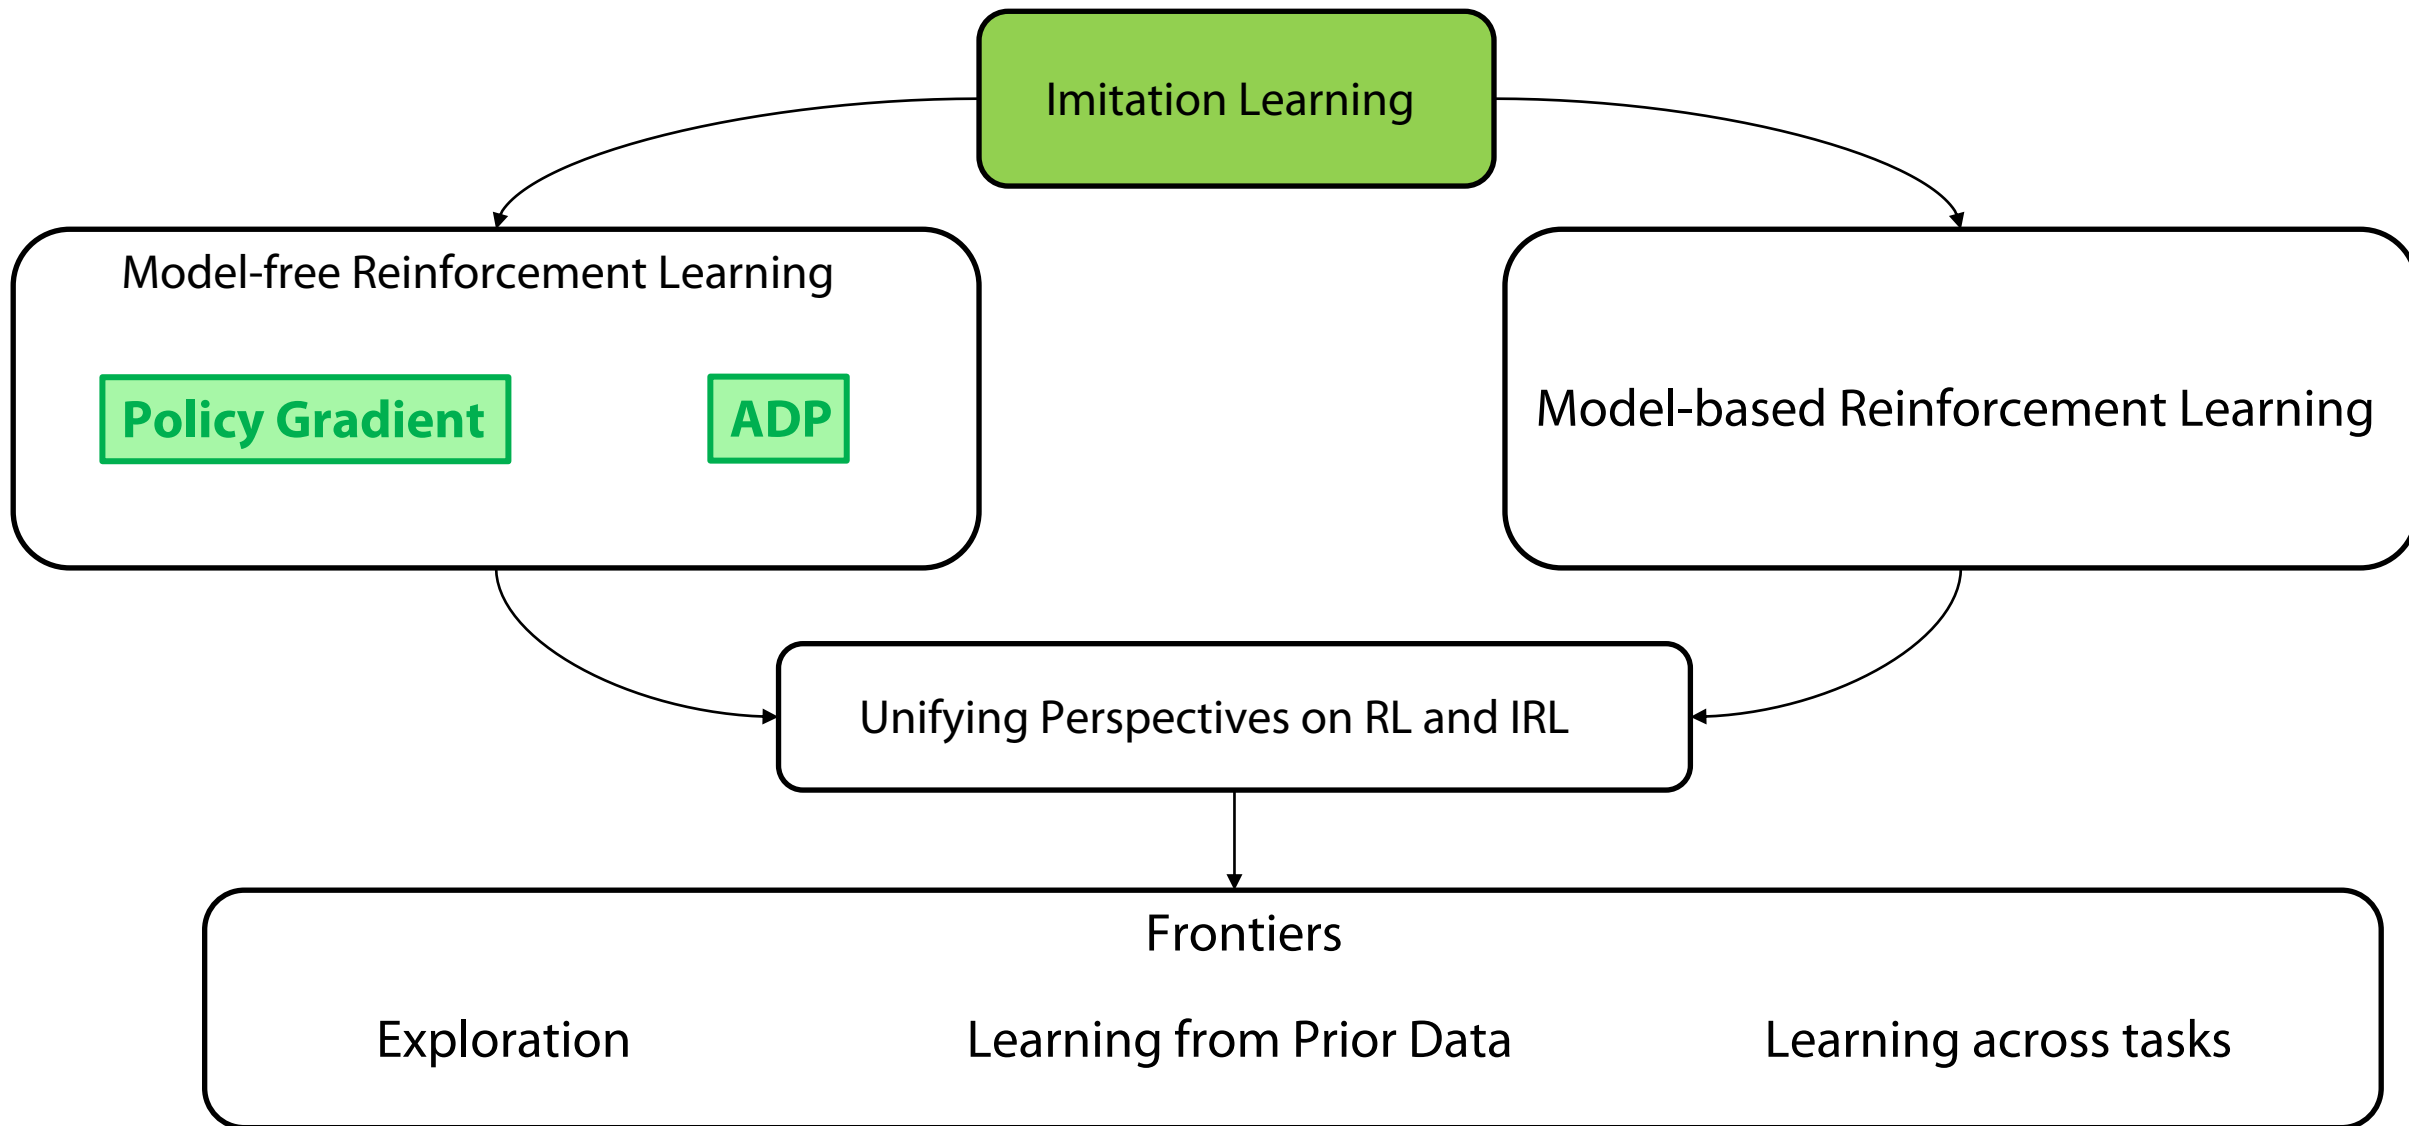 Imitation Learning
Model-free Reinforcement Learning
Policy Gradient
ADP
Model-based Reinforcement Learning
Unifying Perspectives on RL and IRL
Frontiers
Exploration
Learning from Prior Data
Learning across tasks